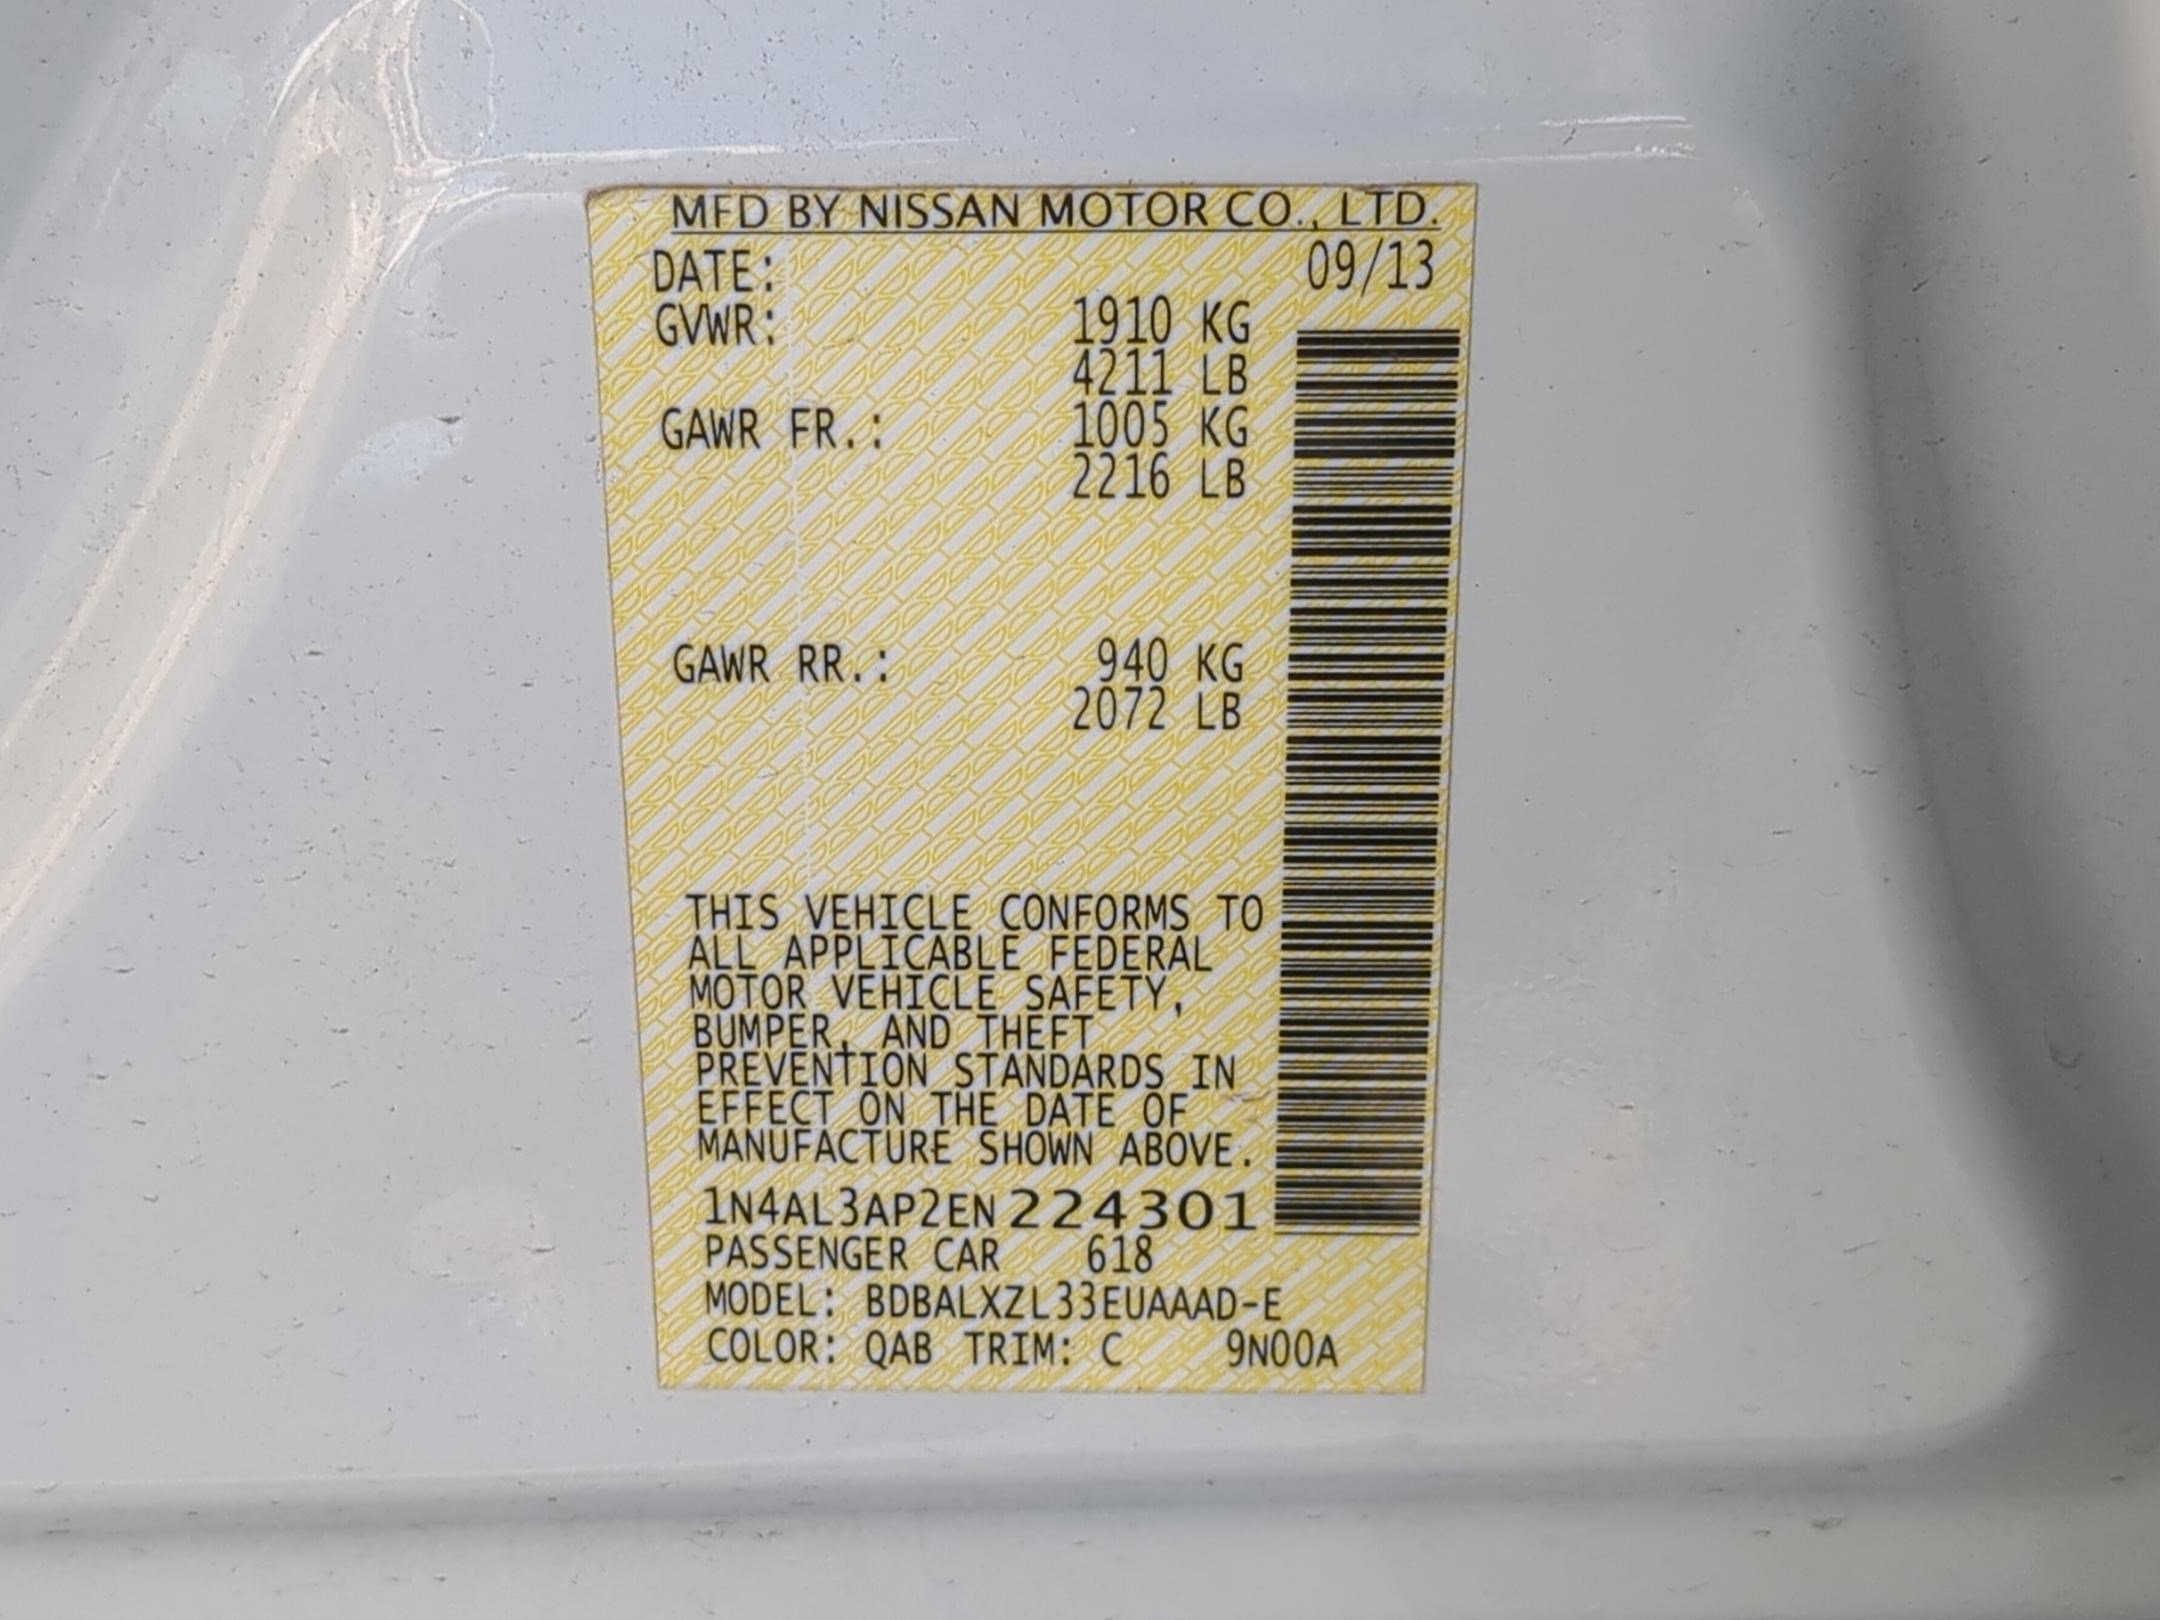 MFD BY NISSAN MOTOR CO., LTD.
DATE: 09/13
GVWR: 1910 KG
4211 LB
GAWR FR.: 1005 KG
2216 LB
GAWR RR.: 940 KG
2072 LB
THIS VEHICLE CONFORMS TO
ALL APPLICABLE FEDERAL
MOTOR VEHICLE SAFETY,
BUMPER, AND THEFT
PREVENTION STANDARDS IN
EFFECT ON THE DATE OF
MANUFACTURE SHOWN ABOVE.
1N4AL3AP2EN224301
PASSENGER CAR 618
MODEL: BDBALXZL33EUAAAD-E
COLOR: QAB TRIM: C 9N00A